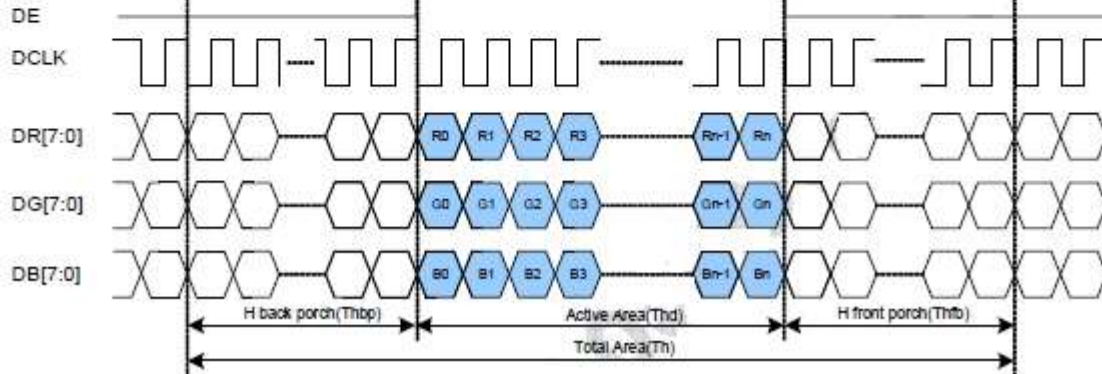 DE
DCLK
DR[7:0] R0 R1 R2 R3 Rn-1 Rn
DG[7:0] G0 G1 G2 G3 Gn-1 Gn
DB[7:0] B0 B1 B2 B3 Bn-1 Bn
H back porch(Thbp) Active Area(Thd) H front porch(Thfb)
Total Area(Th)